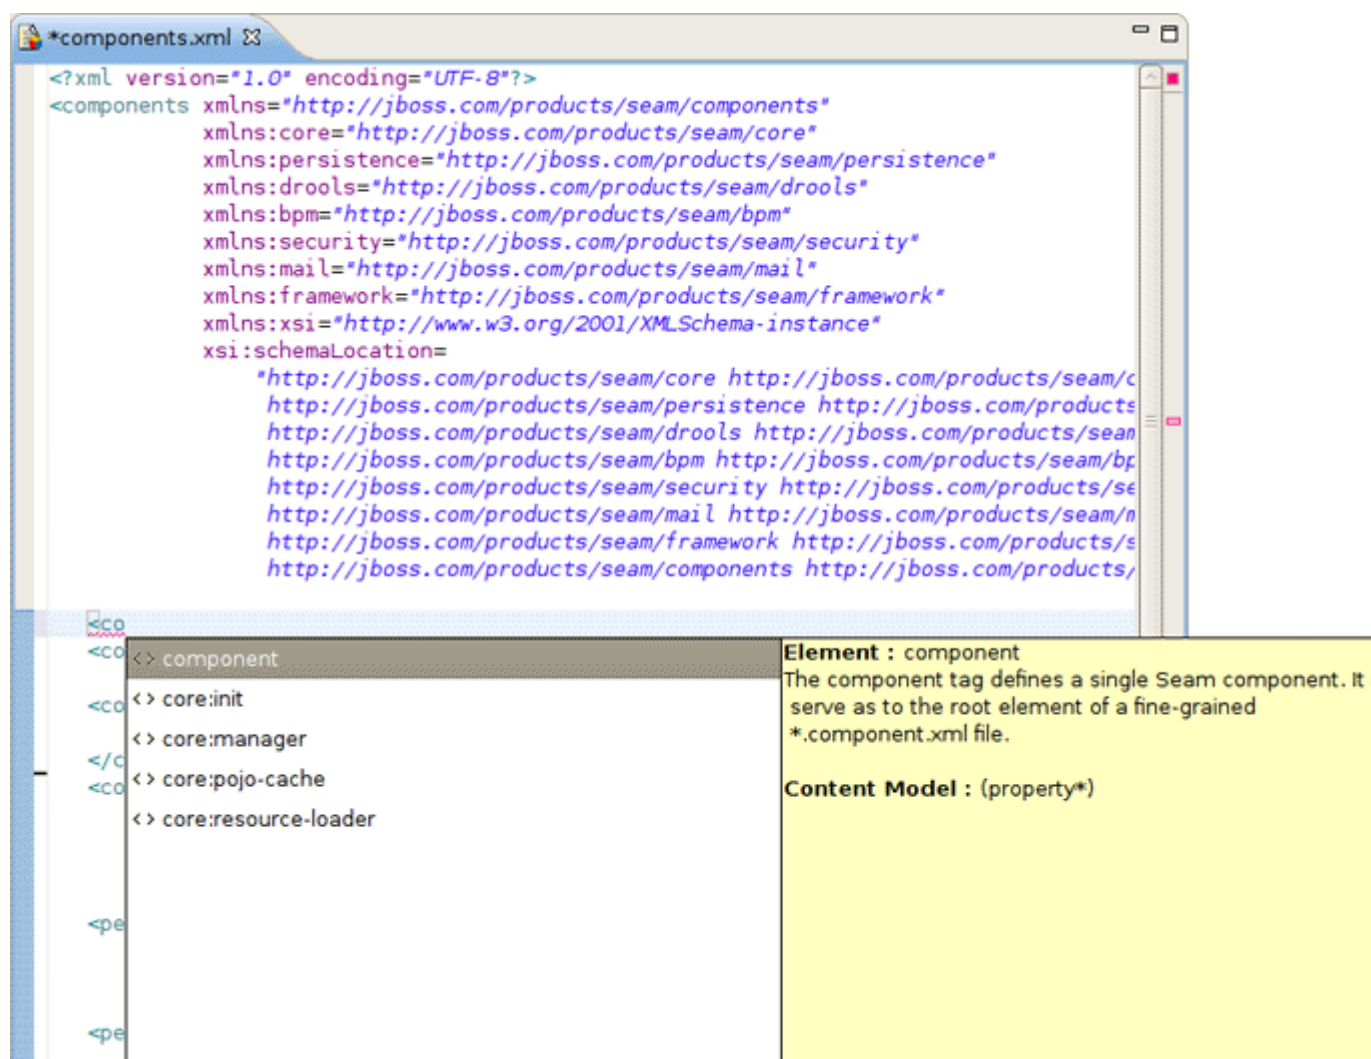 *components.xml
<?xml version="1.0" encoding="UTF-8"?>
<components xmlns="http://jboss.com/products/seam/components"
xmlns:core="http://jboss.com/products/seam/core"
xmlns:persistence="http://jboss.com/products/seam/persistence"
xmlns:drools="http://jboss.com/products/seam/drools"
xmlns:bpm="http://jboss.com/products/seam/bpm"
xmlns:security="http://jboss.com/products/seam/security"
xmlns:mail="http://jboss.com/products/seam/mail"
xmlns:framework="http://jboss.com/products/seam/framework"
xmlns:xsi="http://www.w3.org/2001/XMLSchema-instance"
xsi:schemaLocation=
"http://jboss.com/products/seam/core http://jboss.com/products/seam/c
http://jboss.com/products/seam/persistence http://jboss.com/products
http://jboss.com/products/seam/drools http://jboss.com/products/seam
http://jboss.com/products/seam/bpm http://jboss.com/products/seam/bp
http://jboss.com/products/seam/security http://jboss.com/products/se
http://jboss.com/products/seam/mail http://jboss.com/products/seam/m
http://jboss.com/products/seam/framework http://jboss.com/products/s
http://jboss.com/products/seam/components http://jboss.com/products/
<co
<co
<co
</c
<co
<pe
<pe
<> component
<> core:init
<> core:manager
<> core:pojo-cache
<> core:resource-loader
Element : component
The component tag defines a single Seam component. It
serve as to the root element of a fine-grained
*.component.xml file.
Content Model : (property*)